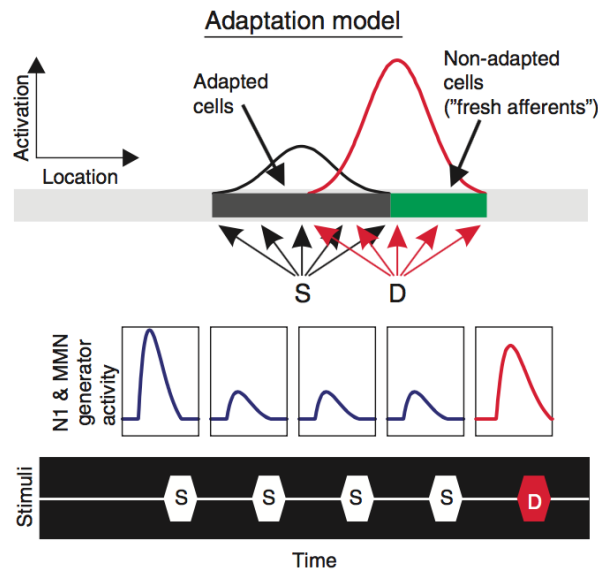 Adaptation model
Activation
Location
Adapted
cells
Non-adapted
cells
("fresh afferents")
S
D
N1 & MMN
generator
activity
Stimuli
S
S
S
S
D
Time